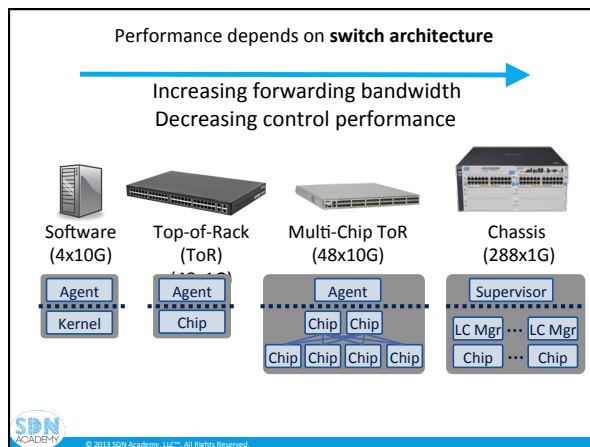 Performance depends on switch architecture
Increasing forwarding bandwidth
Decreasing control performance
Software
(4x10G)
Top-of-Rack
(ToR)
Multi-Chip ToR
(48x10G)
Chassis
(288x1G)
Agent
Kernel
Agent
Chip
Agent
Chip Chip
Chip Chip Chip Chip
Supervisor
LC Mgr ... LC Mgr
Chip ... Chip
SDN
ACADEMY
© 2013 SDN Academy, LLC™. All Rights Reserved.